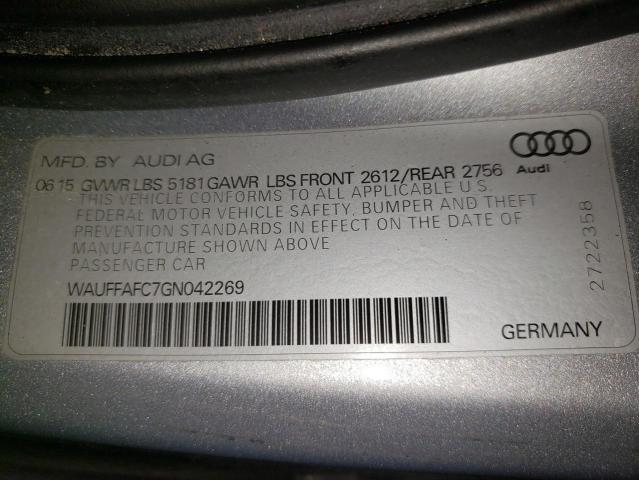 MFD. BY AUDI AG
Audi
06 15 GVWR LBS 5181 GAWR LBS FRONT 2612/REAR 2756
THIS VEHICLE CONFORMS TO ALL APPLICABLE U.S.
FEDERAL MOTOR VEHICLE SAFETY, BUMPER AND THEFT
PREVENTION STANDARDS IN EFFECT ON THE DATE OF
MANUFACTURE SHOWN ABOVE
PASSENGER CAR
WAUFFAFC7GN042269
GERMANY
2722358